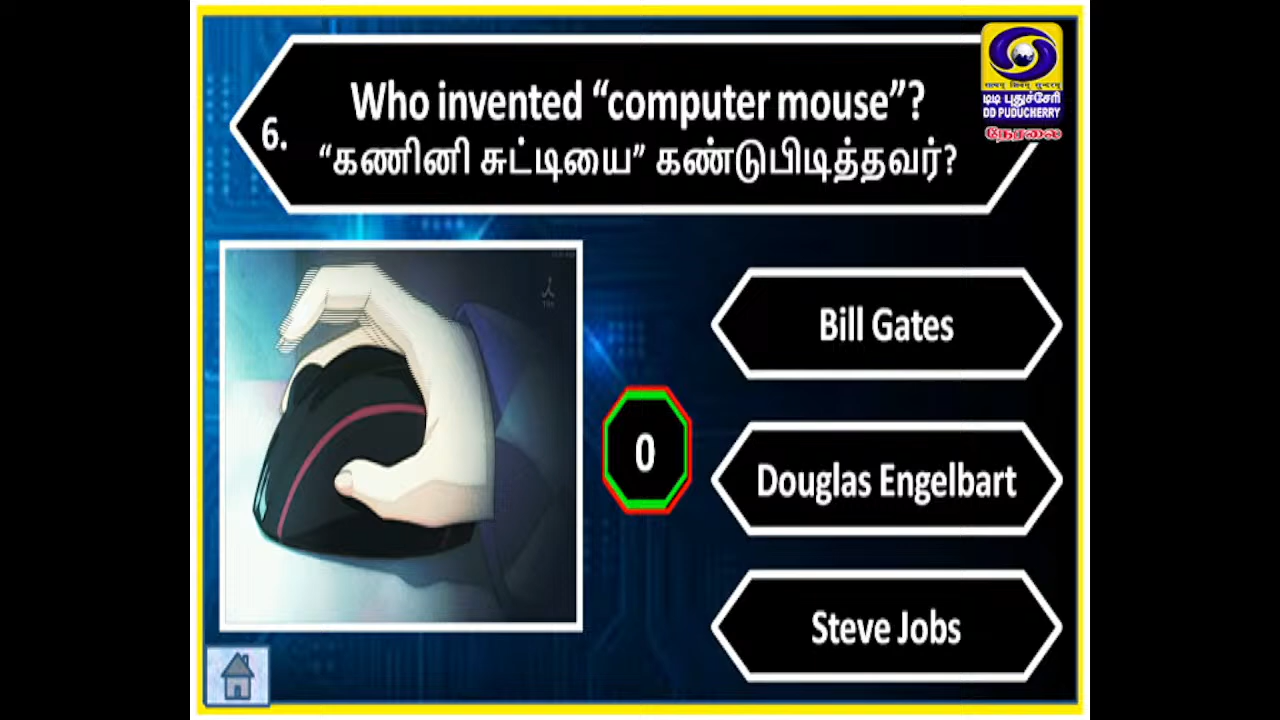 6.
Who invented “computer mouse”?
“கணினி சுட்டியை” கண்டுபிடித்தவர்?
டிடி புதுச்சேரி
DD PUDUCHERRY
நேரலை
Bill Gates
0
Douglas Engelbart
Steve Jobs